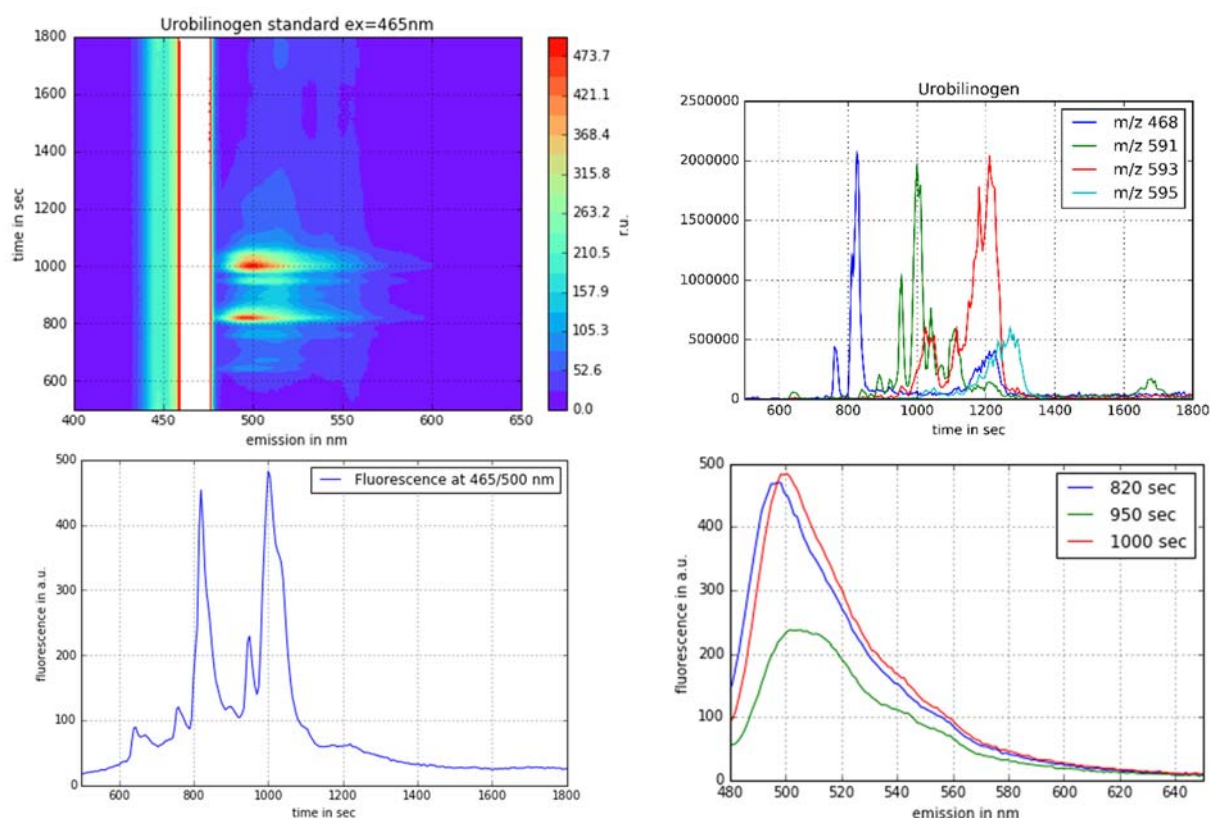 Urobilinogen standard ex=465nm
1800
1600
1400
1200
1000
800
600
time in sec
400 450 500 550 600 650
emission in nm
473.7
421.1
368.4
315.8
263.2
210.5
157.9
105.3
52.6
0.0
r.u.
Urobilinogen
2500000
2000000
1500000
1000000
500000
0
600 800 1000 1200 1400 1600 1800
time in sec
m/z 468
m/z 591
m/z 593
m/z 595
500
400
300
200
100
0
fluorescence in a.u.
600 800 1000 1200 1400 1600 1800
time in sec
Fluorescence at 465/500 nm
500
400
300
200
100
0
fluorescence in a.u.
480 500 520 540 560 580 600 620 640
emission in nm
820 sec
950 sec
1000 sec